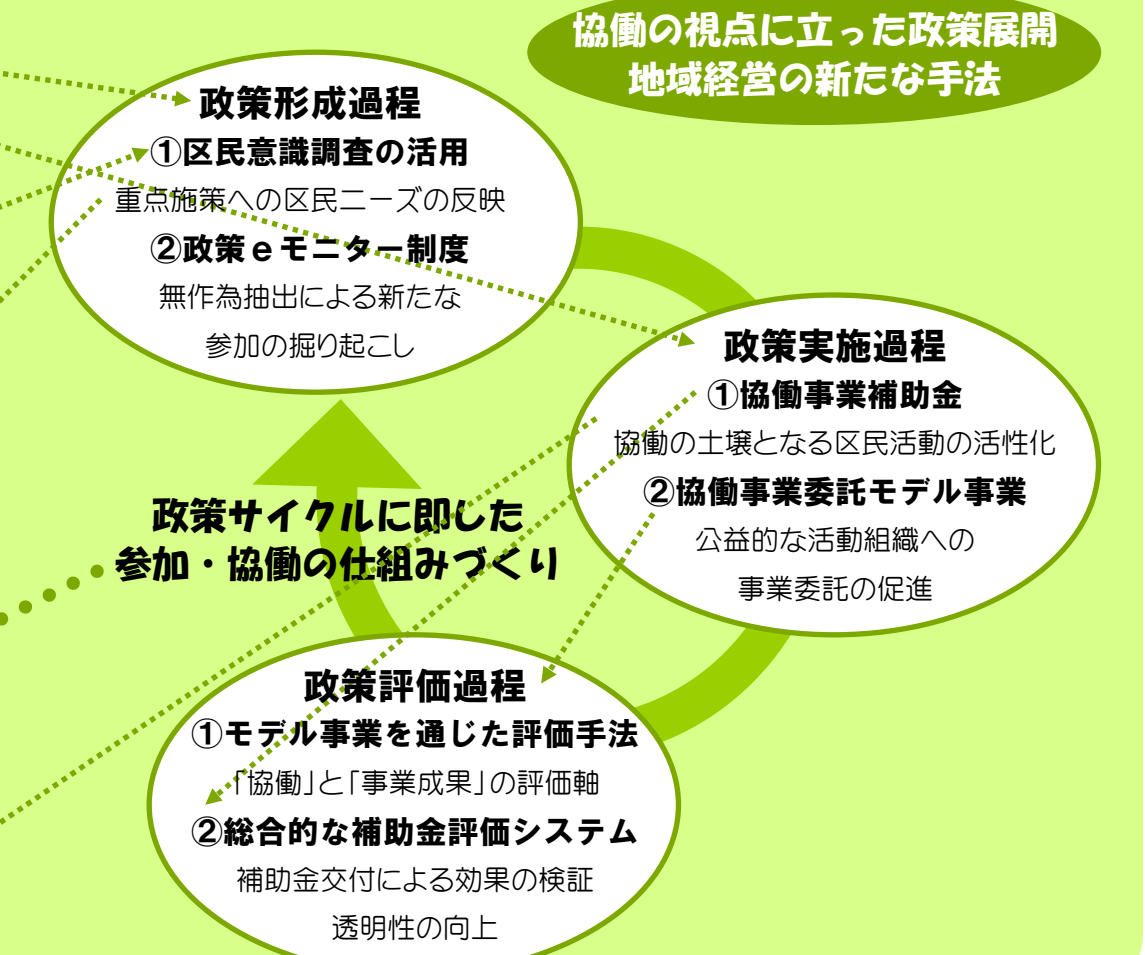 協働の視点に立った政策展開
地域経営の新たな手法
政策形成過程
①区民意識調査の活用
重点施策への区民ニーズの反映
②政策eモニター制度
無作為抽出による新たな
参加の掘り起こし
政策実施過程
①協働事業補助金
協働の土壌となる区民活動の活性化
②協働事業委託モデル事業
公益的な活動組織への
事業委託の促進
政策サイクルに即した
参加・協働の仕組みづくり
政策評価過程
①モデル事業を通じた評価手法
「協働」と「事業成果」の評価軸
②総合的な補助金評価システム
補助金交付による効果の検証
透明性の向上